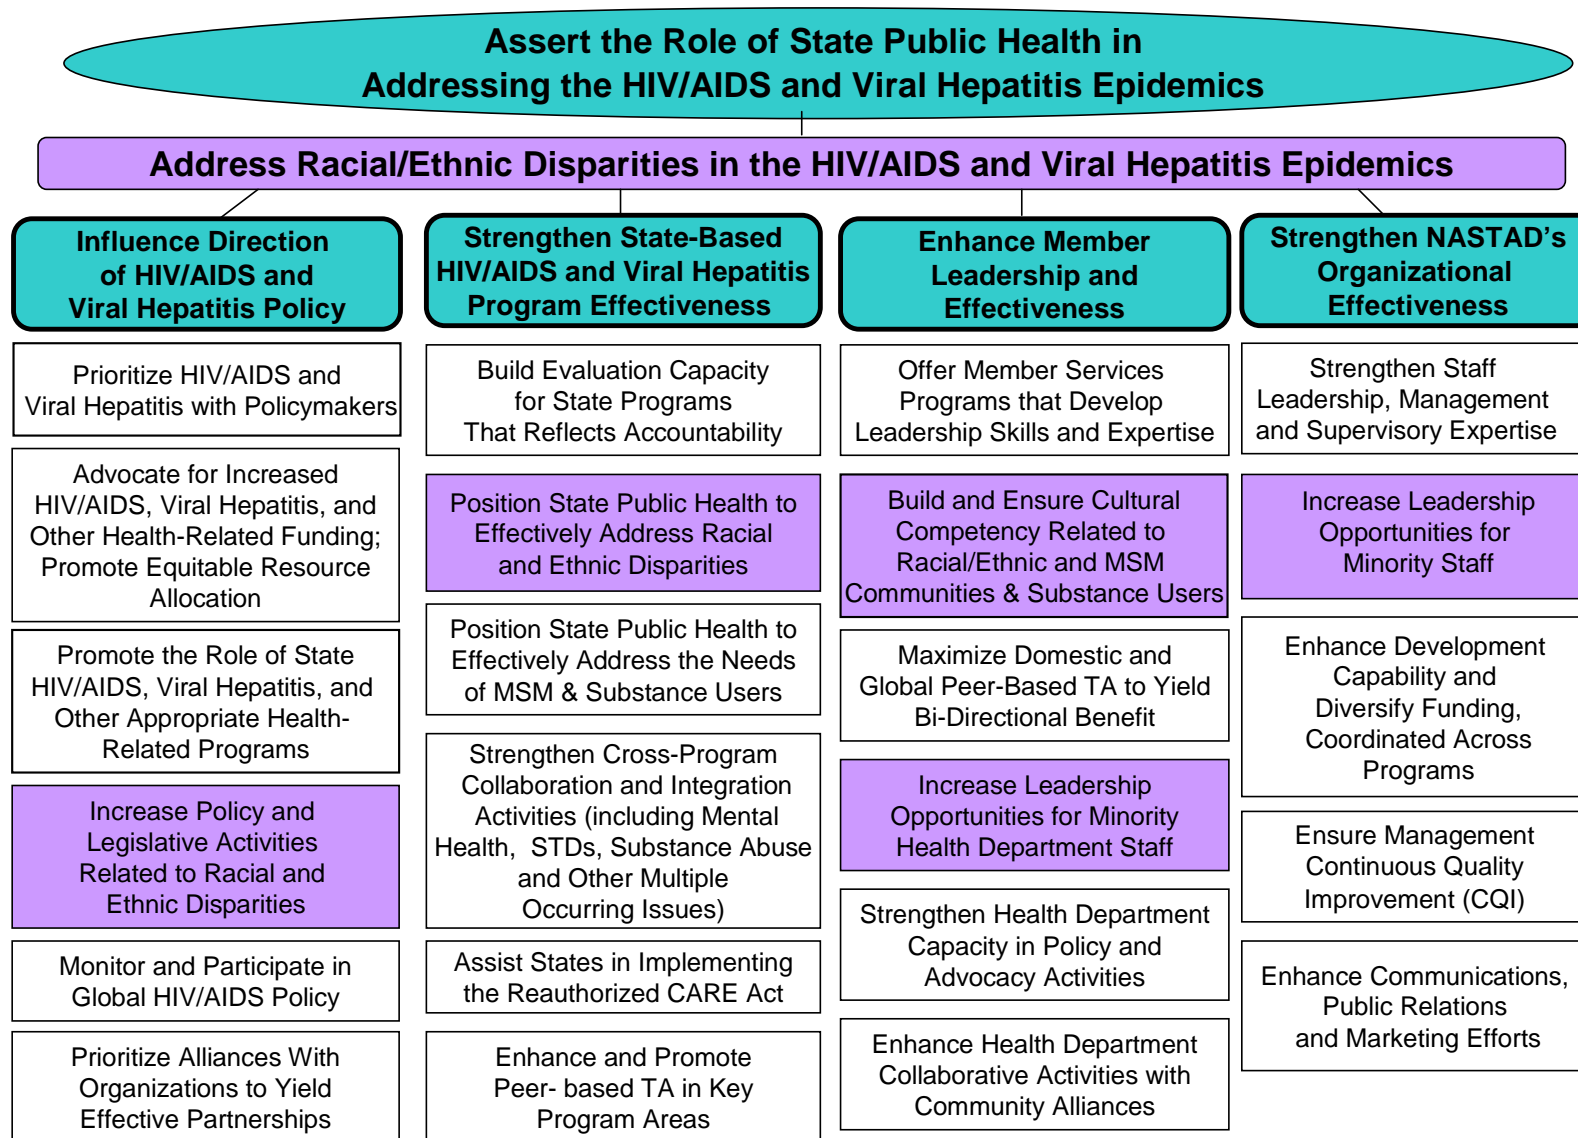 Assert the Role of State Public Health in
Addressing the HIV/AIDS and Viral Hepatitis Epidemics
Address Racial/Ethnic Disparities in the HIV/AIDS and Viral Hepatitis Epidemics
Influence Direction
of HIV/AIDS and
Viral Hepatitis Policy
Prioritize HIV/AIDS and
Viral Hepatitis with Policymakers
Advocate for Increased
HIV/AIDS, Viral Hepatitis, and
Other Health-Related Funding;
Promote Equitable Resource
Allocation
Promote the Role of State
HIV/AIDS, Viral Hepatitis, and
Other Appropriate Health-
Related Programs
Increase Policy and
Legislative Activities
Related to Racial and
Ethnic Disparities
Monitor and Participate in
Global HIV/AIDS Policy
Prioritize Alliances With
Organizations to Yield
Effective Partnerships
Strengthen State-Based
HIV/AIDS and Viral Hepatitis
Program Effectiveness
Build Evaluation Capacity
for State Programs
That Reflects Accountability
Position State Public Health to
Effectively Address Racial
and Ethnic Disparities
Position State Public Health to
Effectively Address the Needs
of MSM & Substance Users
Strengthen Cross-Program
Collaboration and Integration
Activities (including Mental
Health, STDs, Substance Abuse
and Other Multiple
Occurring Issues)
Assist States in Implementing
the Reauthorized CARE Act
Enhance and Promote
Peer- based TA in Key
Program Areas
Enhance Member
Leadership and
Effectiveness
Offer Member Services
Programs that Develop
Leadership Skills and Expertise
Build and Ensure Cultural
Competency Related to
Racial/Ethnic and MSM
Communities & Substance Users
Maximize Domestic and
Global Peer-Based TA to Yield
Bi-Directional Benefit
Increase Leadership
Opportunities for Minority
Health Department Staff
Strengthen Health Department
Capacity in Policy and
Advocacy Activities
Enhance Health Department
Collaborative Activities with
Community Alliances
Strengthen NASTAD's
Organizational
Effectiveness
Strengthen Staff
Leadership, Management
and Supervisory Expertise
Increase Leadership
Opportunities for
Minority Staff
Enhance Development
Capability and
Diversify Funding,
Coordinated Across
Programs
Ensure Management
Continuous Quality
Improvement (CQI)
Enhance Communications,
Public Relations
and Marketing Efforts